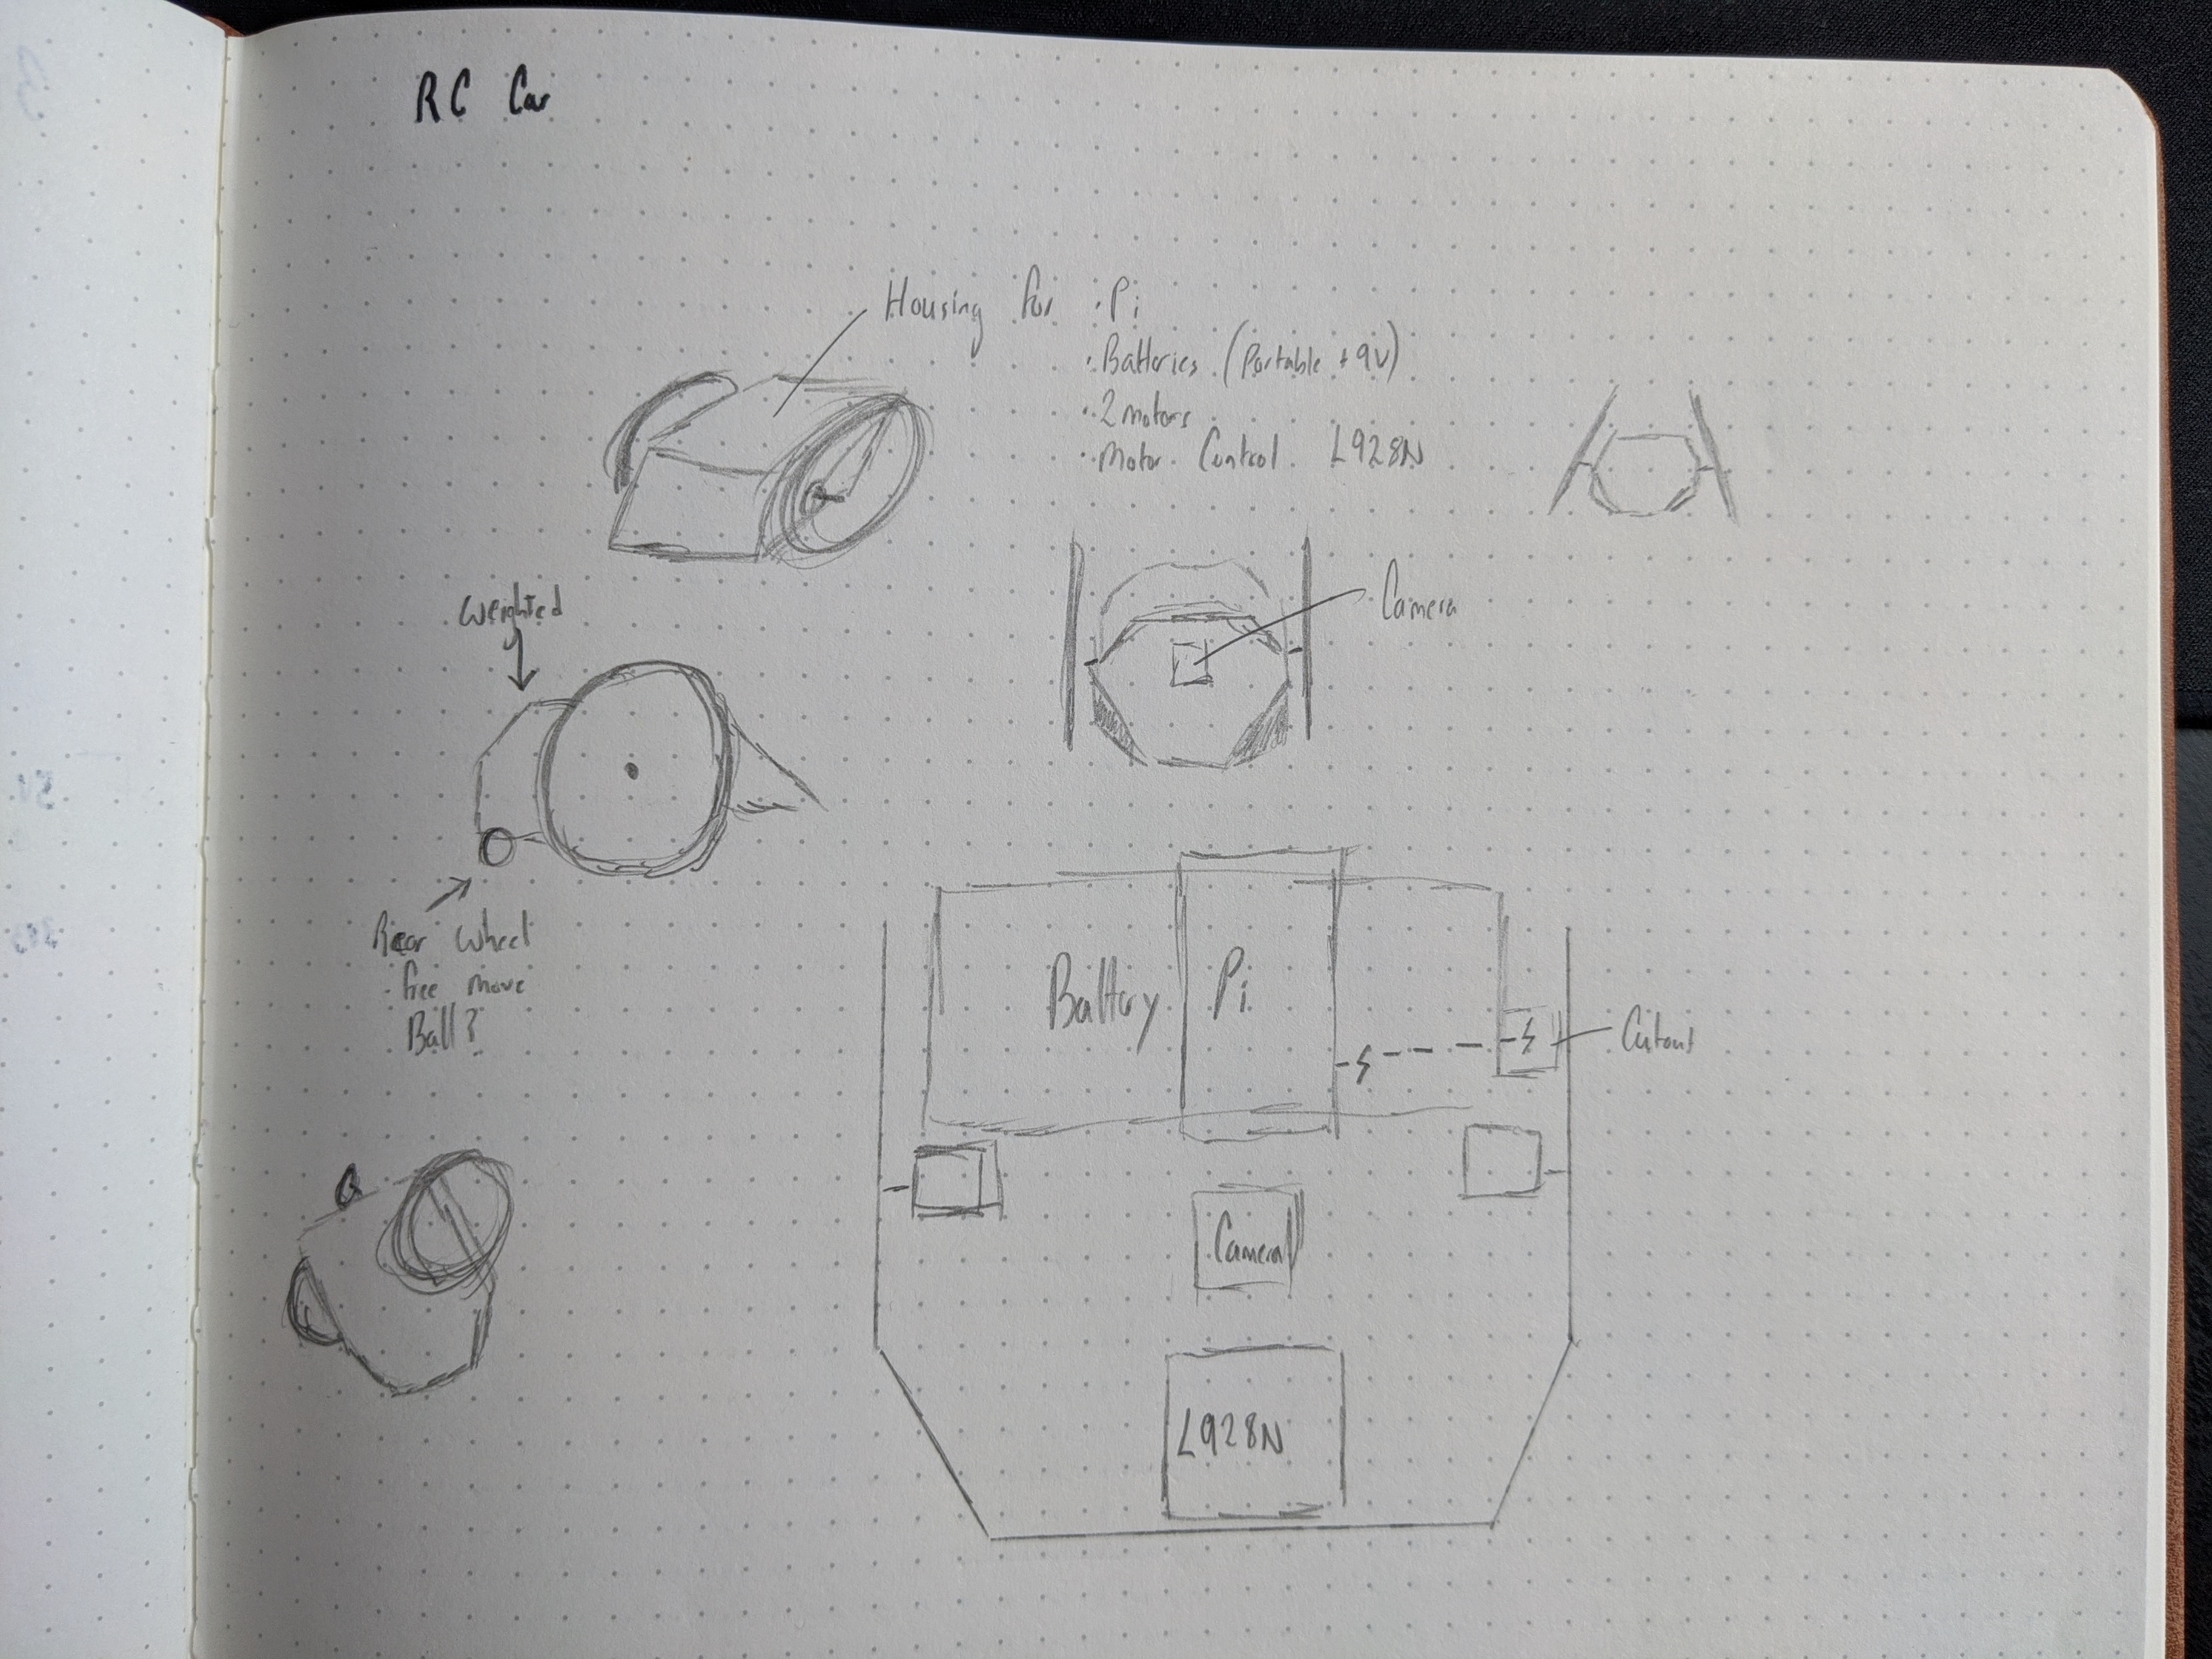 RC Car
Housing for
· Pi
· Batteries (Portable + 9V)
· 2 motors
· Motor Control L928N
Weighted
Camera
Rear Wheel
· free move
Ball?
Battery
Pi
Cutout
Camera
L928N